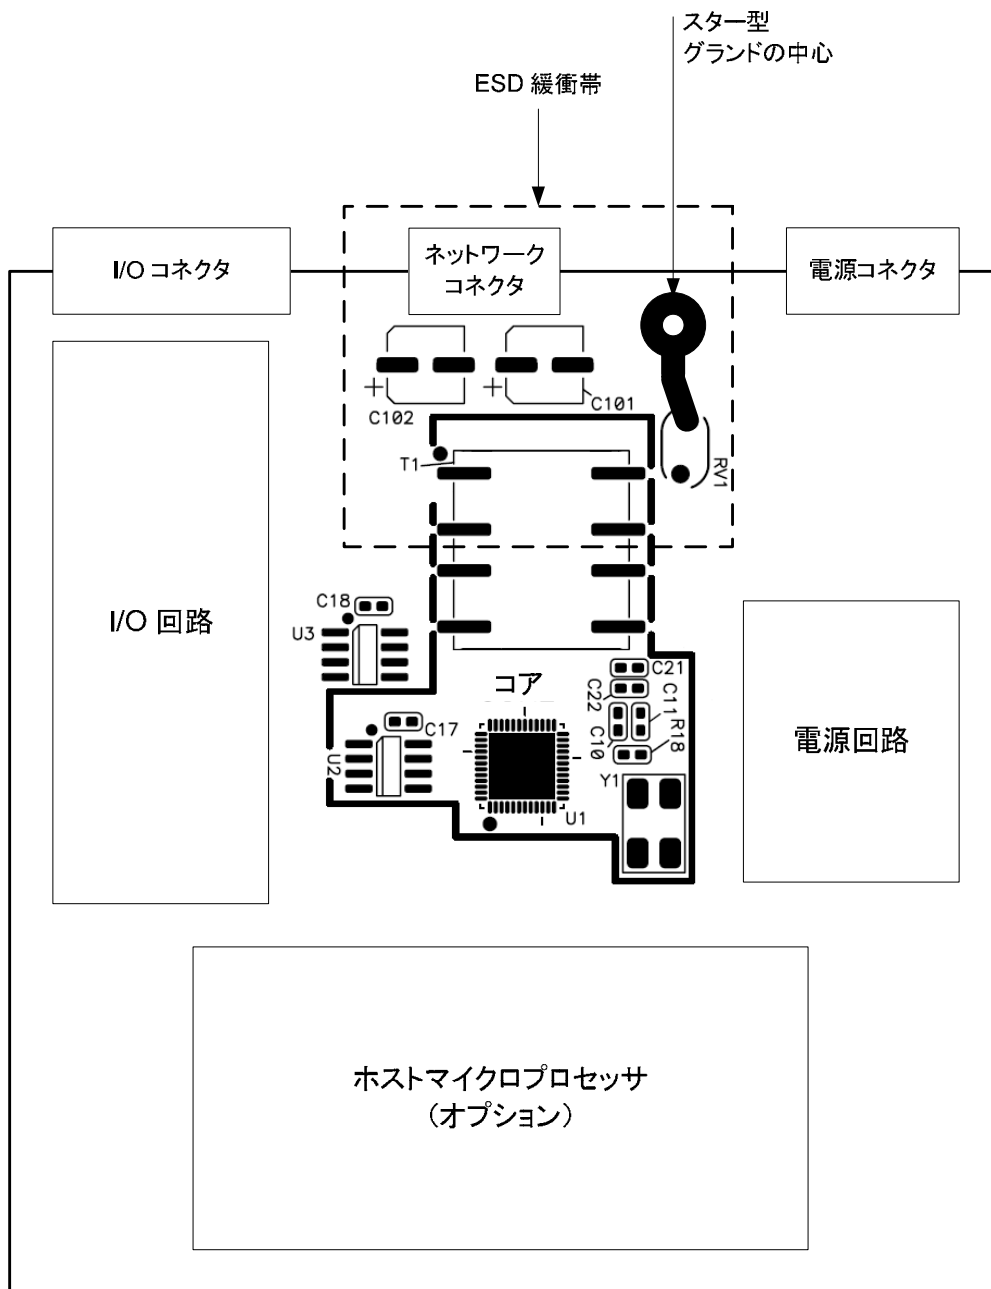 スター型
グランドの中心
ESD 緩衝帯
I/O コネクタ
ネットワーク
コネクタ
電源コネクタ
C102
C101
T1
RV1
I/O 回路
C18
U3
コア
C21
C22
C11
C17
C10
R18
U2
Y1
U1
電源回路
ホストマイクロプロセッサ
（オプション）